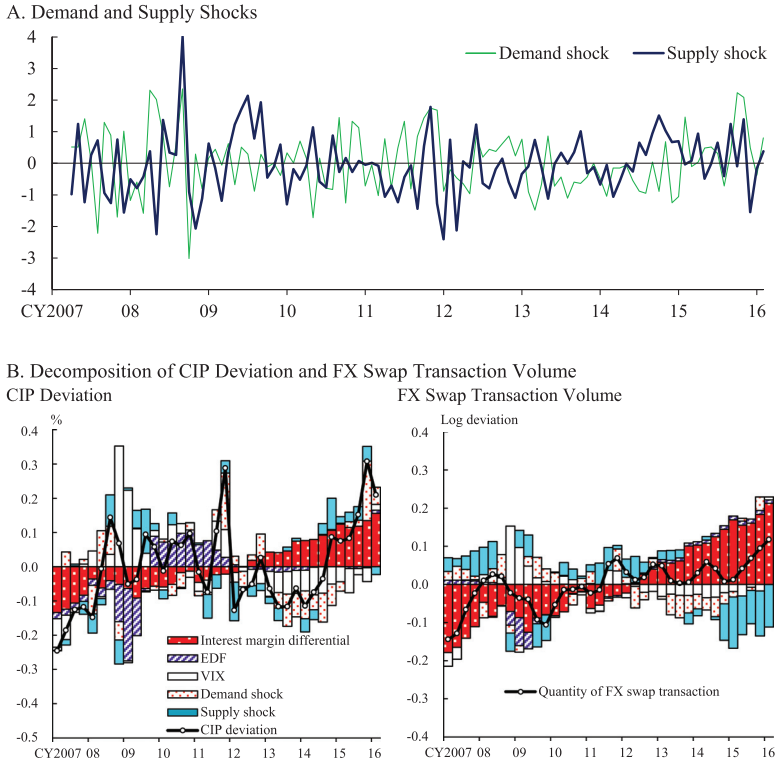 A. Demand and Supply Shocks
4
3
2
1
0
-1
-2
-3
-4
Demand shock
Supply shock
CY2007 08 09 10 11 12 13 14 15 16
B. Decomposition of CIP Deviation and FX Swap Transaction Volume
CIP Deviation
%
0.4
0.3
0.2
0.1
0.0
-0.1
-0.2
-0.3
-0.4
-0.5
Interest margin differential
EDF
VIX
Demand shock
Supply shock
CIP deviation
CY2007 08 09 10 11 12 13 14 15 16
FX Swap Transaction Volume
Log deviation
0.4
0.3
0.2
0.1
0.0
-0.1
-0.2
-0.3
-0.4
Quantity of FX swap transaction
CY2007 08 09 10 11 12 13 14 15 16